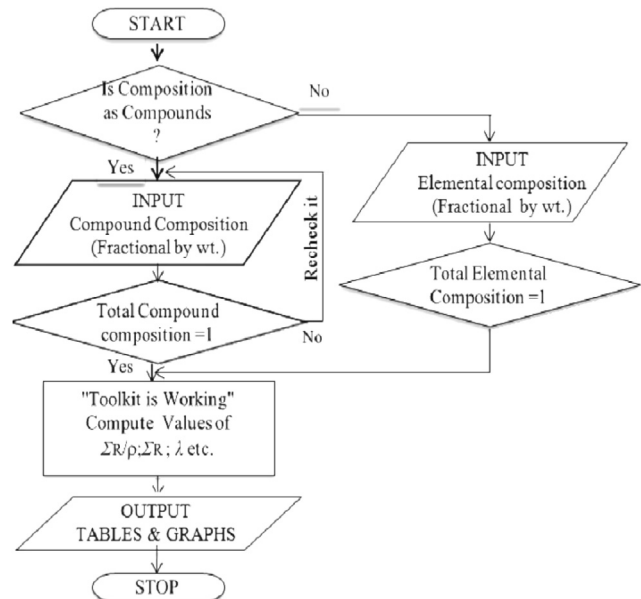 START
Is Composition
as Compounds
?
No
Yes
INPUT
Compound Composition
(Fractional by wt.)
Recheck it
INPUT
Elemental composition
(Fractional by wt.)
Total Compound
composition =1
No
Yes
Total Elemental
Composition =1
"Toolkit is Working"
Compute Values of
ΣR/ρ;ΣR ; λ etc.
OUTPUT
TABLES & GRAPHS
STOP